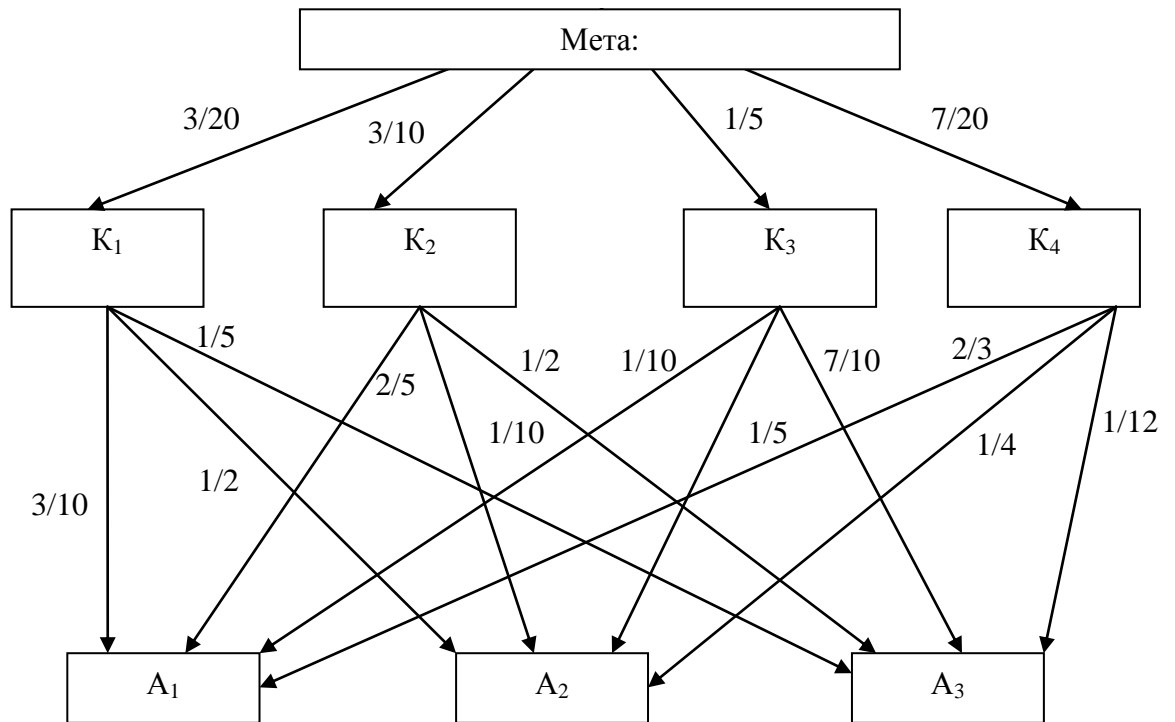 Мета:
3/20
3/10
1/5
7/20
К₁
К₂
К₃
К₄
1/5
2/5
1/2
1/10
7/10
2/3
3/10
1/2
1/10
1/5
1/4
1/12
А₁
А₂
А₃